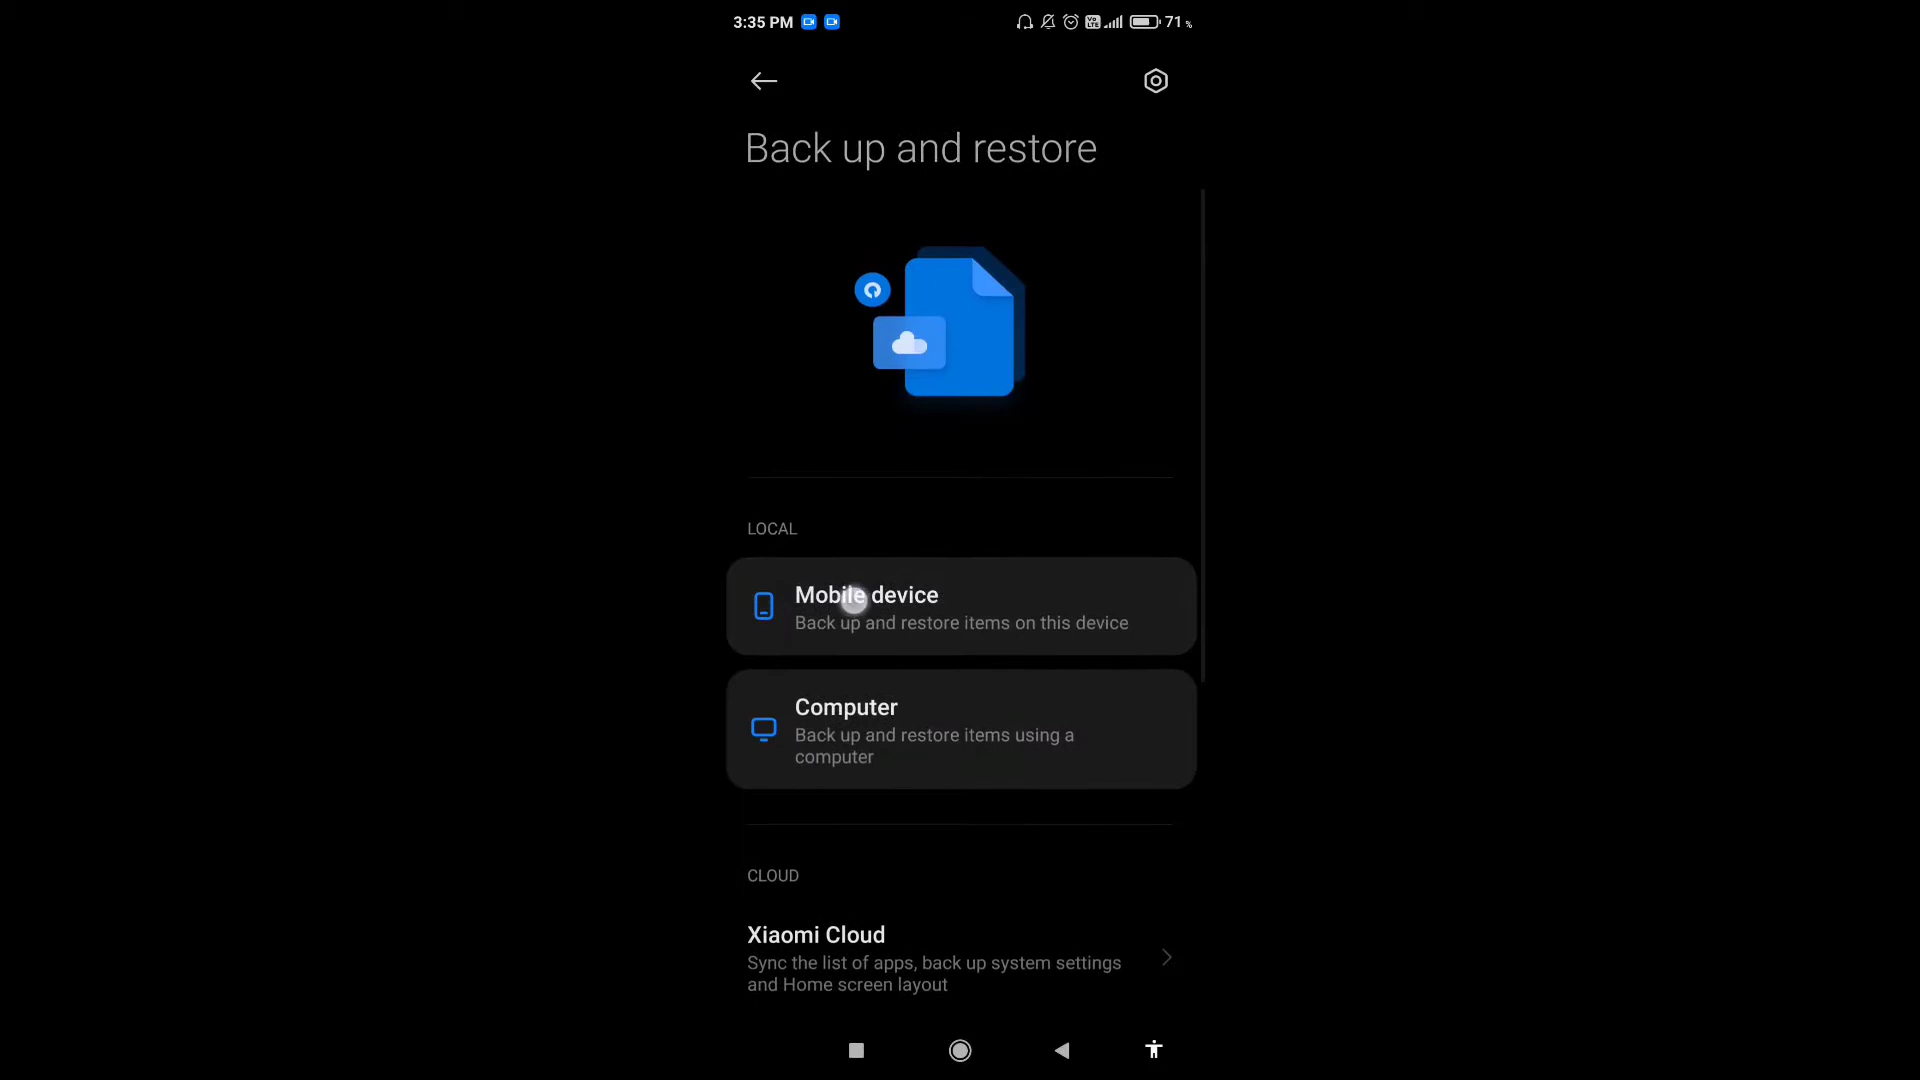 3:35 PM
Vo
LTE
71 %
Back up and restore
LOCAL
Mobile device
Back up and restore items on this device
Computer
Back up and restore items using a
computer
CLOUD
Xiaomi Cloud
Sync the list of apps, back up system settings
and Home screen layout